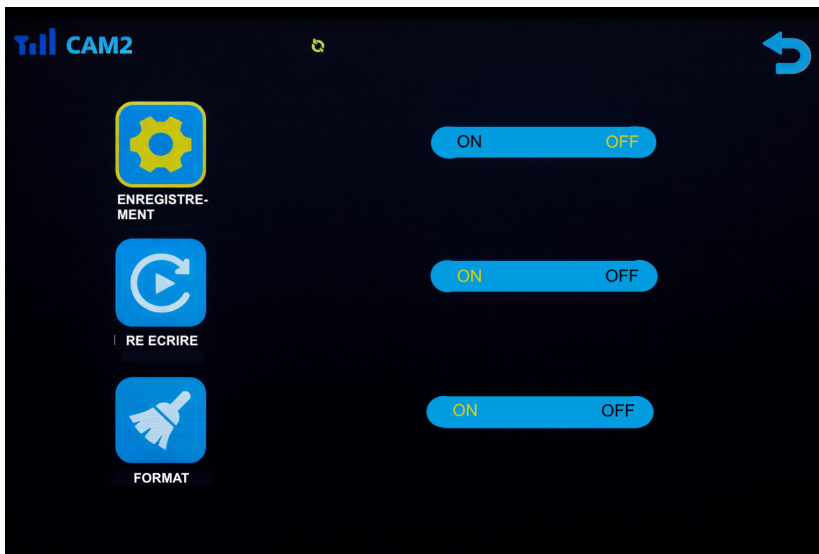 CAM2
ON OFF
ENREGISTRE-
MENT
ON OFF
RE ECRIRE
ON OFF
FORMAT